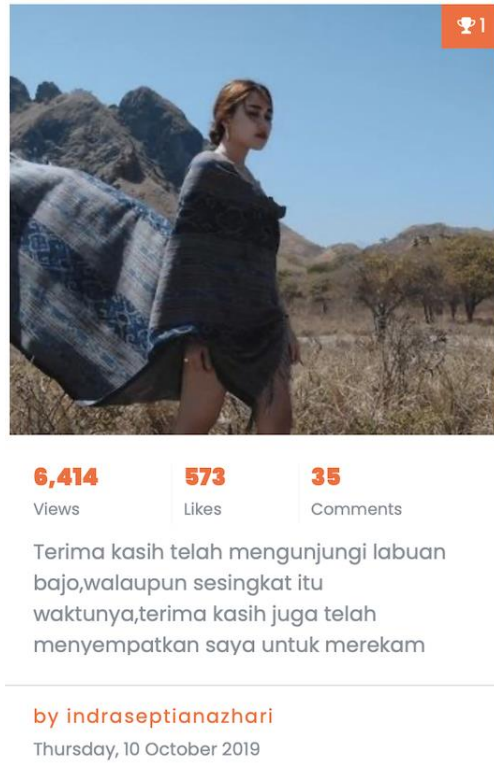 1
6,414 573 35
Views Likes Comments
Terima kasih telah mengunjungi labuan
bajo,walaupun sesingkat itu
waktunya,terima kasih juga telah
menyempatkan saya untuk merekam
by indraseptianazhari
Thursday, 10 October 2019